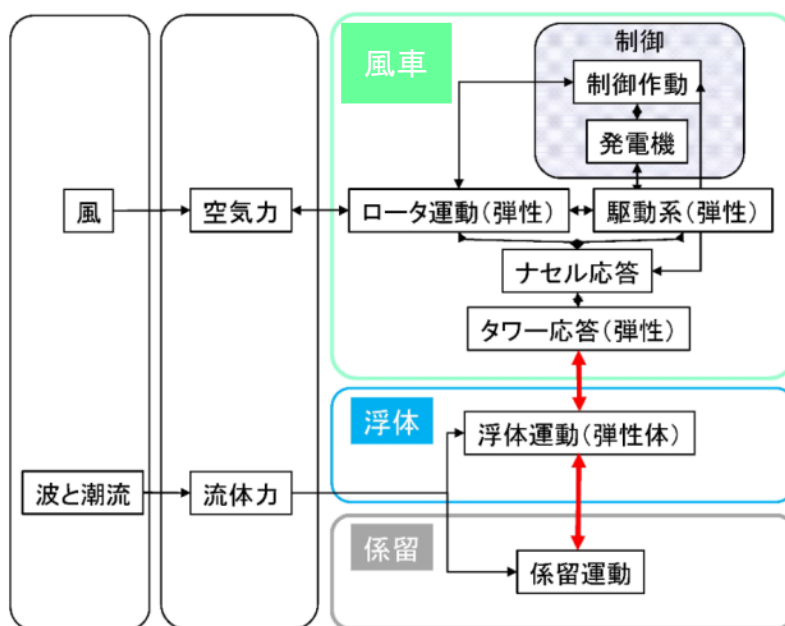 制御
風車
制御作動
発電機
風
空気力
ロータ運動(弾性)
駆動系(弾性)
ナセル応答
タワー応答(弾性)
浮体
浮体運動(弾性体)
波と潮流
流体力
係留
係留運動